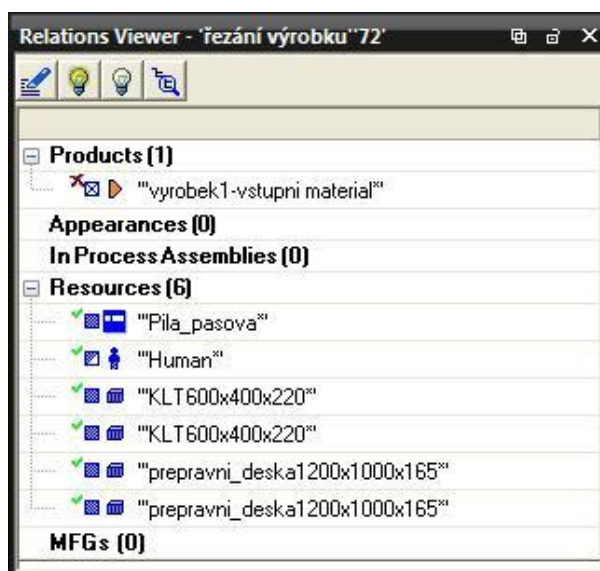 Relations Viewer - 'řezání výrobku''72'
Products (1)
'"vyrobek1-vstupni material"'
Appearances (0)
In Process Assemblies (0)
Resources (6)
'"Pila_pasova"'
'"Human"'
'"KLT600x400x220"'
'"KLT600x400x220"'
'"prepravni_deska1200x1000x165"'
'"prepravni_deska1200x1000x165"'
MFGs (0)